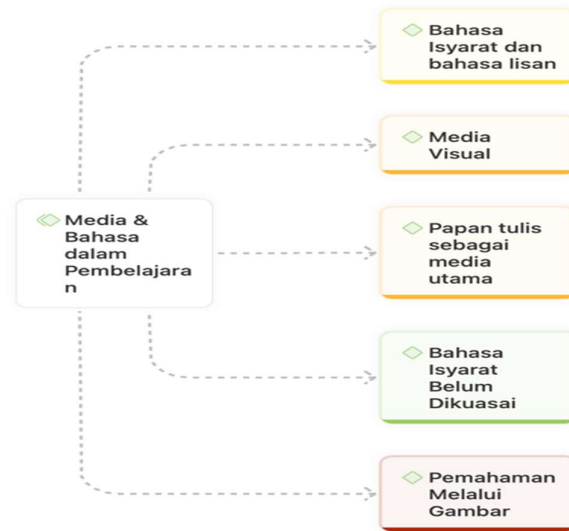 Bahasa
Isyarat dan
bahasa lisan
Media
Visual
Media &
Bahasa
dalam
Pembelajara
n
Papan tulis
sebagai
media
utama
Bahasa
Isyarat
Belum
Dikuasai
Pemahaman
Melalui
Gambar